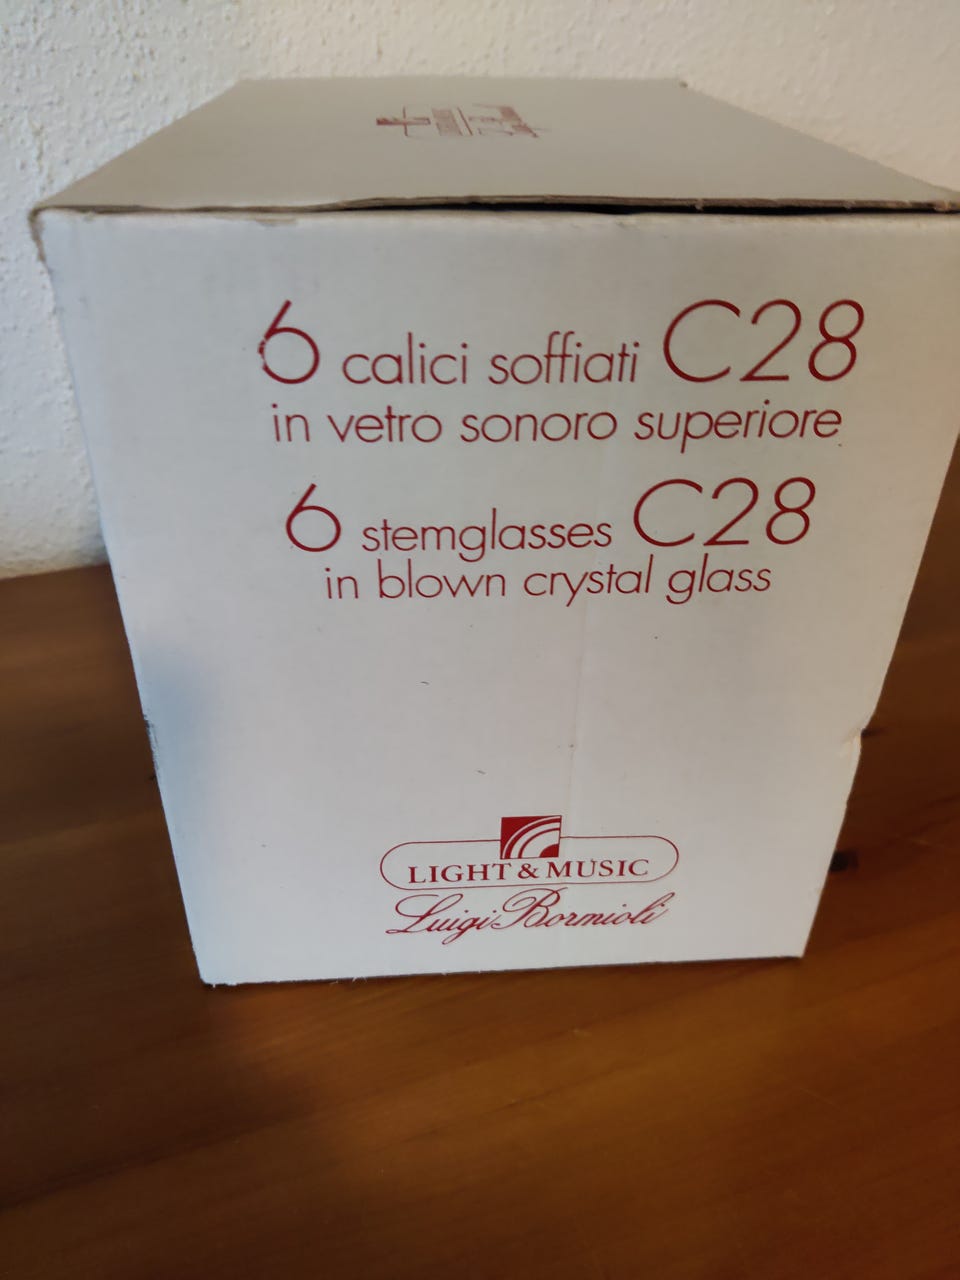 6 calici soffiati C28
in vetro sonoro superiore
6 stemglasses C28
in blown crystal glass
LIGHT & MUSIC
Luigi Bormioli